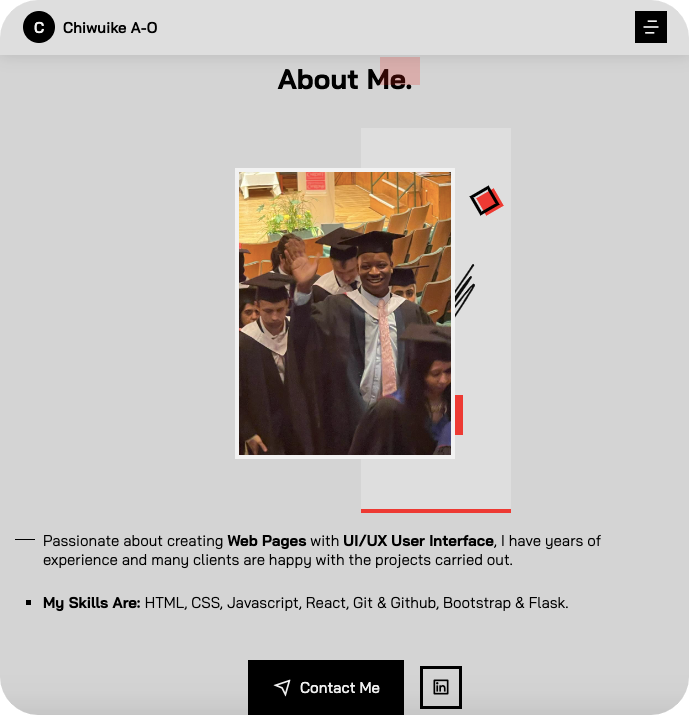 C Chiwuike A-O
About Me.
Passionate about creating Web Pages with UI/UX User Interface, I have years of
experience and many clients are happy with the projects carried out.
My Skills Are: HTML, CSS, Javascript, React, Git & Github, Bootstrap & Flask.
Contact Me in